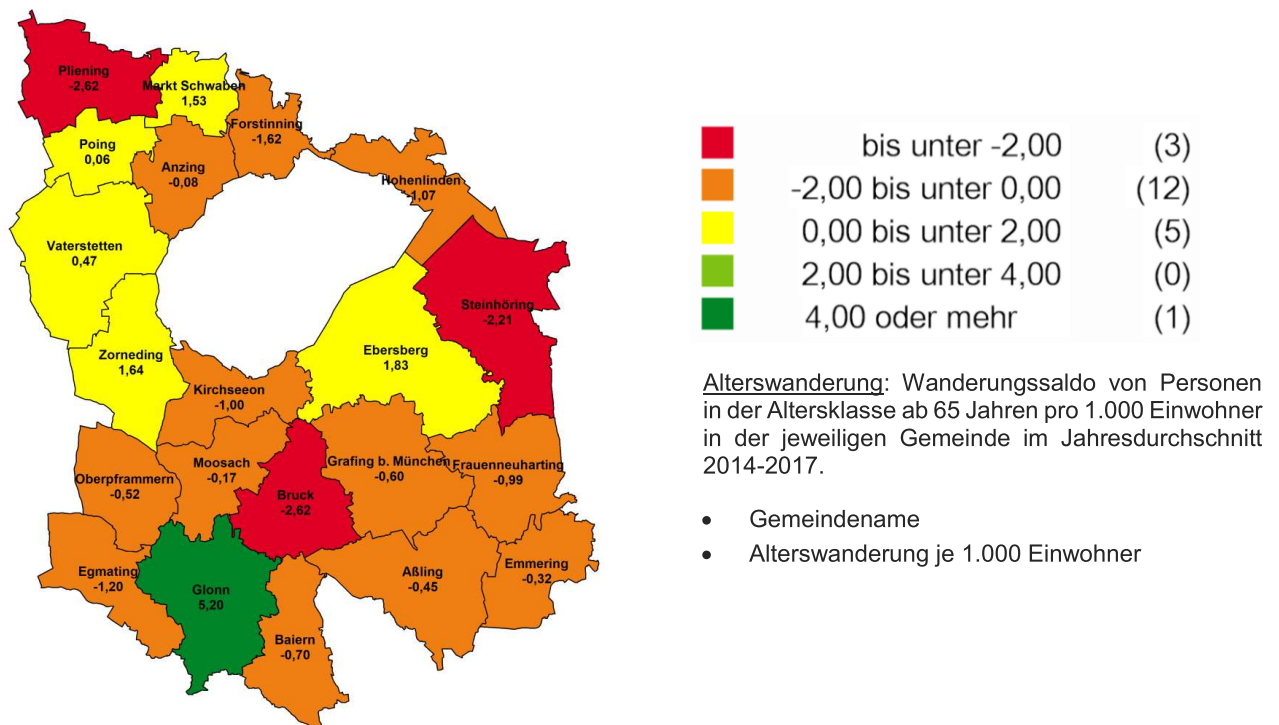 Pliening
-2,62
Markt Schwaben
1,53
Forstinning
-1,62
Poing
0,06
Anzing
-0,08
Hohenlinden
-1,07
Vaterstetten
0,47
Steinhöring
-2,21
Zorneding
1,64
Ebersberg
1,83
Kirchseeon
-1,00
Moosach
-0,17
Grafing b. München
-0,60
Frauenneuharting
-0,99
Oberpframmern
-0,52
Bruck
-2,62
Egmating
-1,20
Glonn
5,20
Aßling
-0,45
Emmering
-0,32
Baiern
-0,70
bis unter -2,00 (3)
-2,00 bis unter 0,00 (12)
0,00 bis unter 2,00 (5)
2,00 bis unter 4,00 (0)
4,00 oder mehr (1)
Alterswanderung: Wanderungssaldo von Personen
in der Altersklasse ab 65 Jahren pro 1.000 Einwohner
in der jeweiligen Gemeinde im Jahresdurchschnitt
2014-2017.
• Gemeindename
• Alterswanderung je 1.000 Einwohner